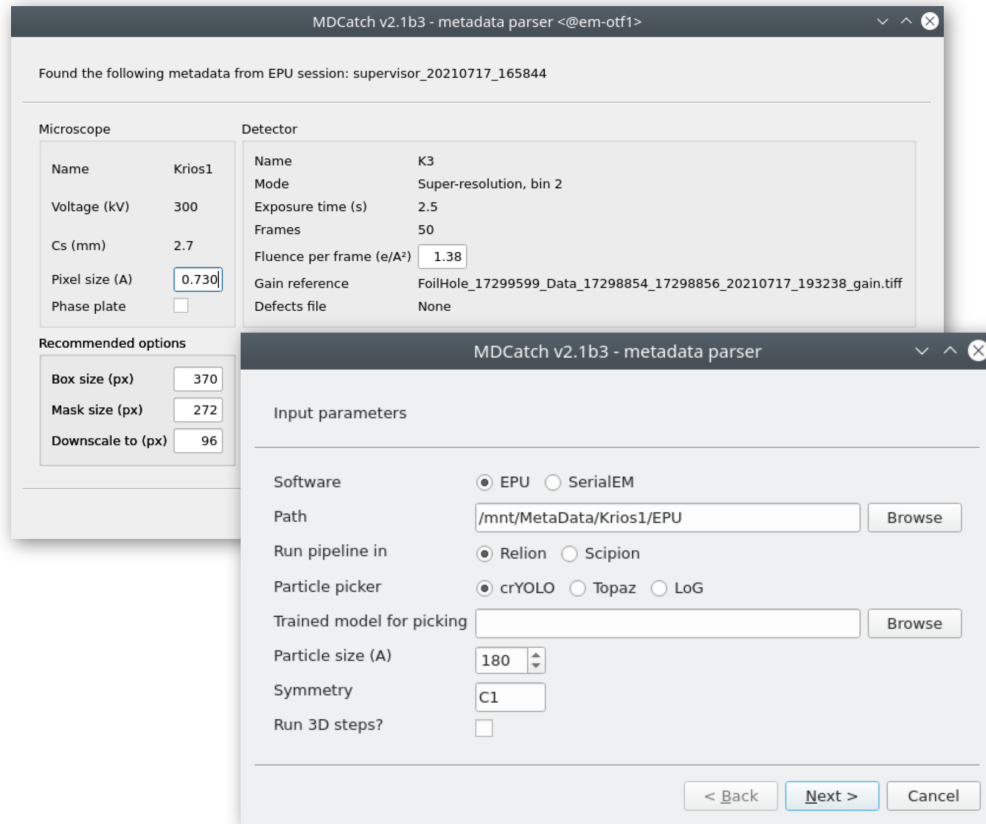 MDCatch v2.1b3 - metadata parser <@em-otf1>
Found the following metadata from EPU session: supervisor_20210717_165844
Microscope
Name Krios1
Voltage (kV) 300
Cs (mm) 2.7
Pixel size (A) 0.730
Phase plate
Detector
Name K3
Mode Super-resolution, bin 2
Exposure time (s) 2.5
Frames 50
Fluence per frame (e/A²) 1.38
Gain reference FoilHole_17299599_Data_17298854_17298856_20210717_193238_gain.tiff
Defects file None
Recommended options
Box size (px) 370
Mask size (px) 272
Downscale to (px) 96
MDCatch v2.1b3 - metadata parser
Input parameters
Software EPU SerialEM
Path /mnt/MetaData/Krios1/EPU Browse
Run pipeline in Relion Scipion
Particle picker crYOLO Topaz LoG
Trained model for picking Browse
Particle size (A) 180
Symmetry C1
Run 3D steps?
< Back Next > Cancel